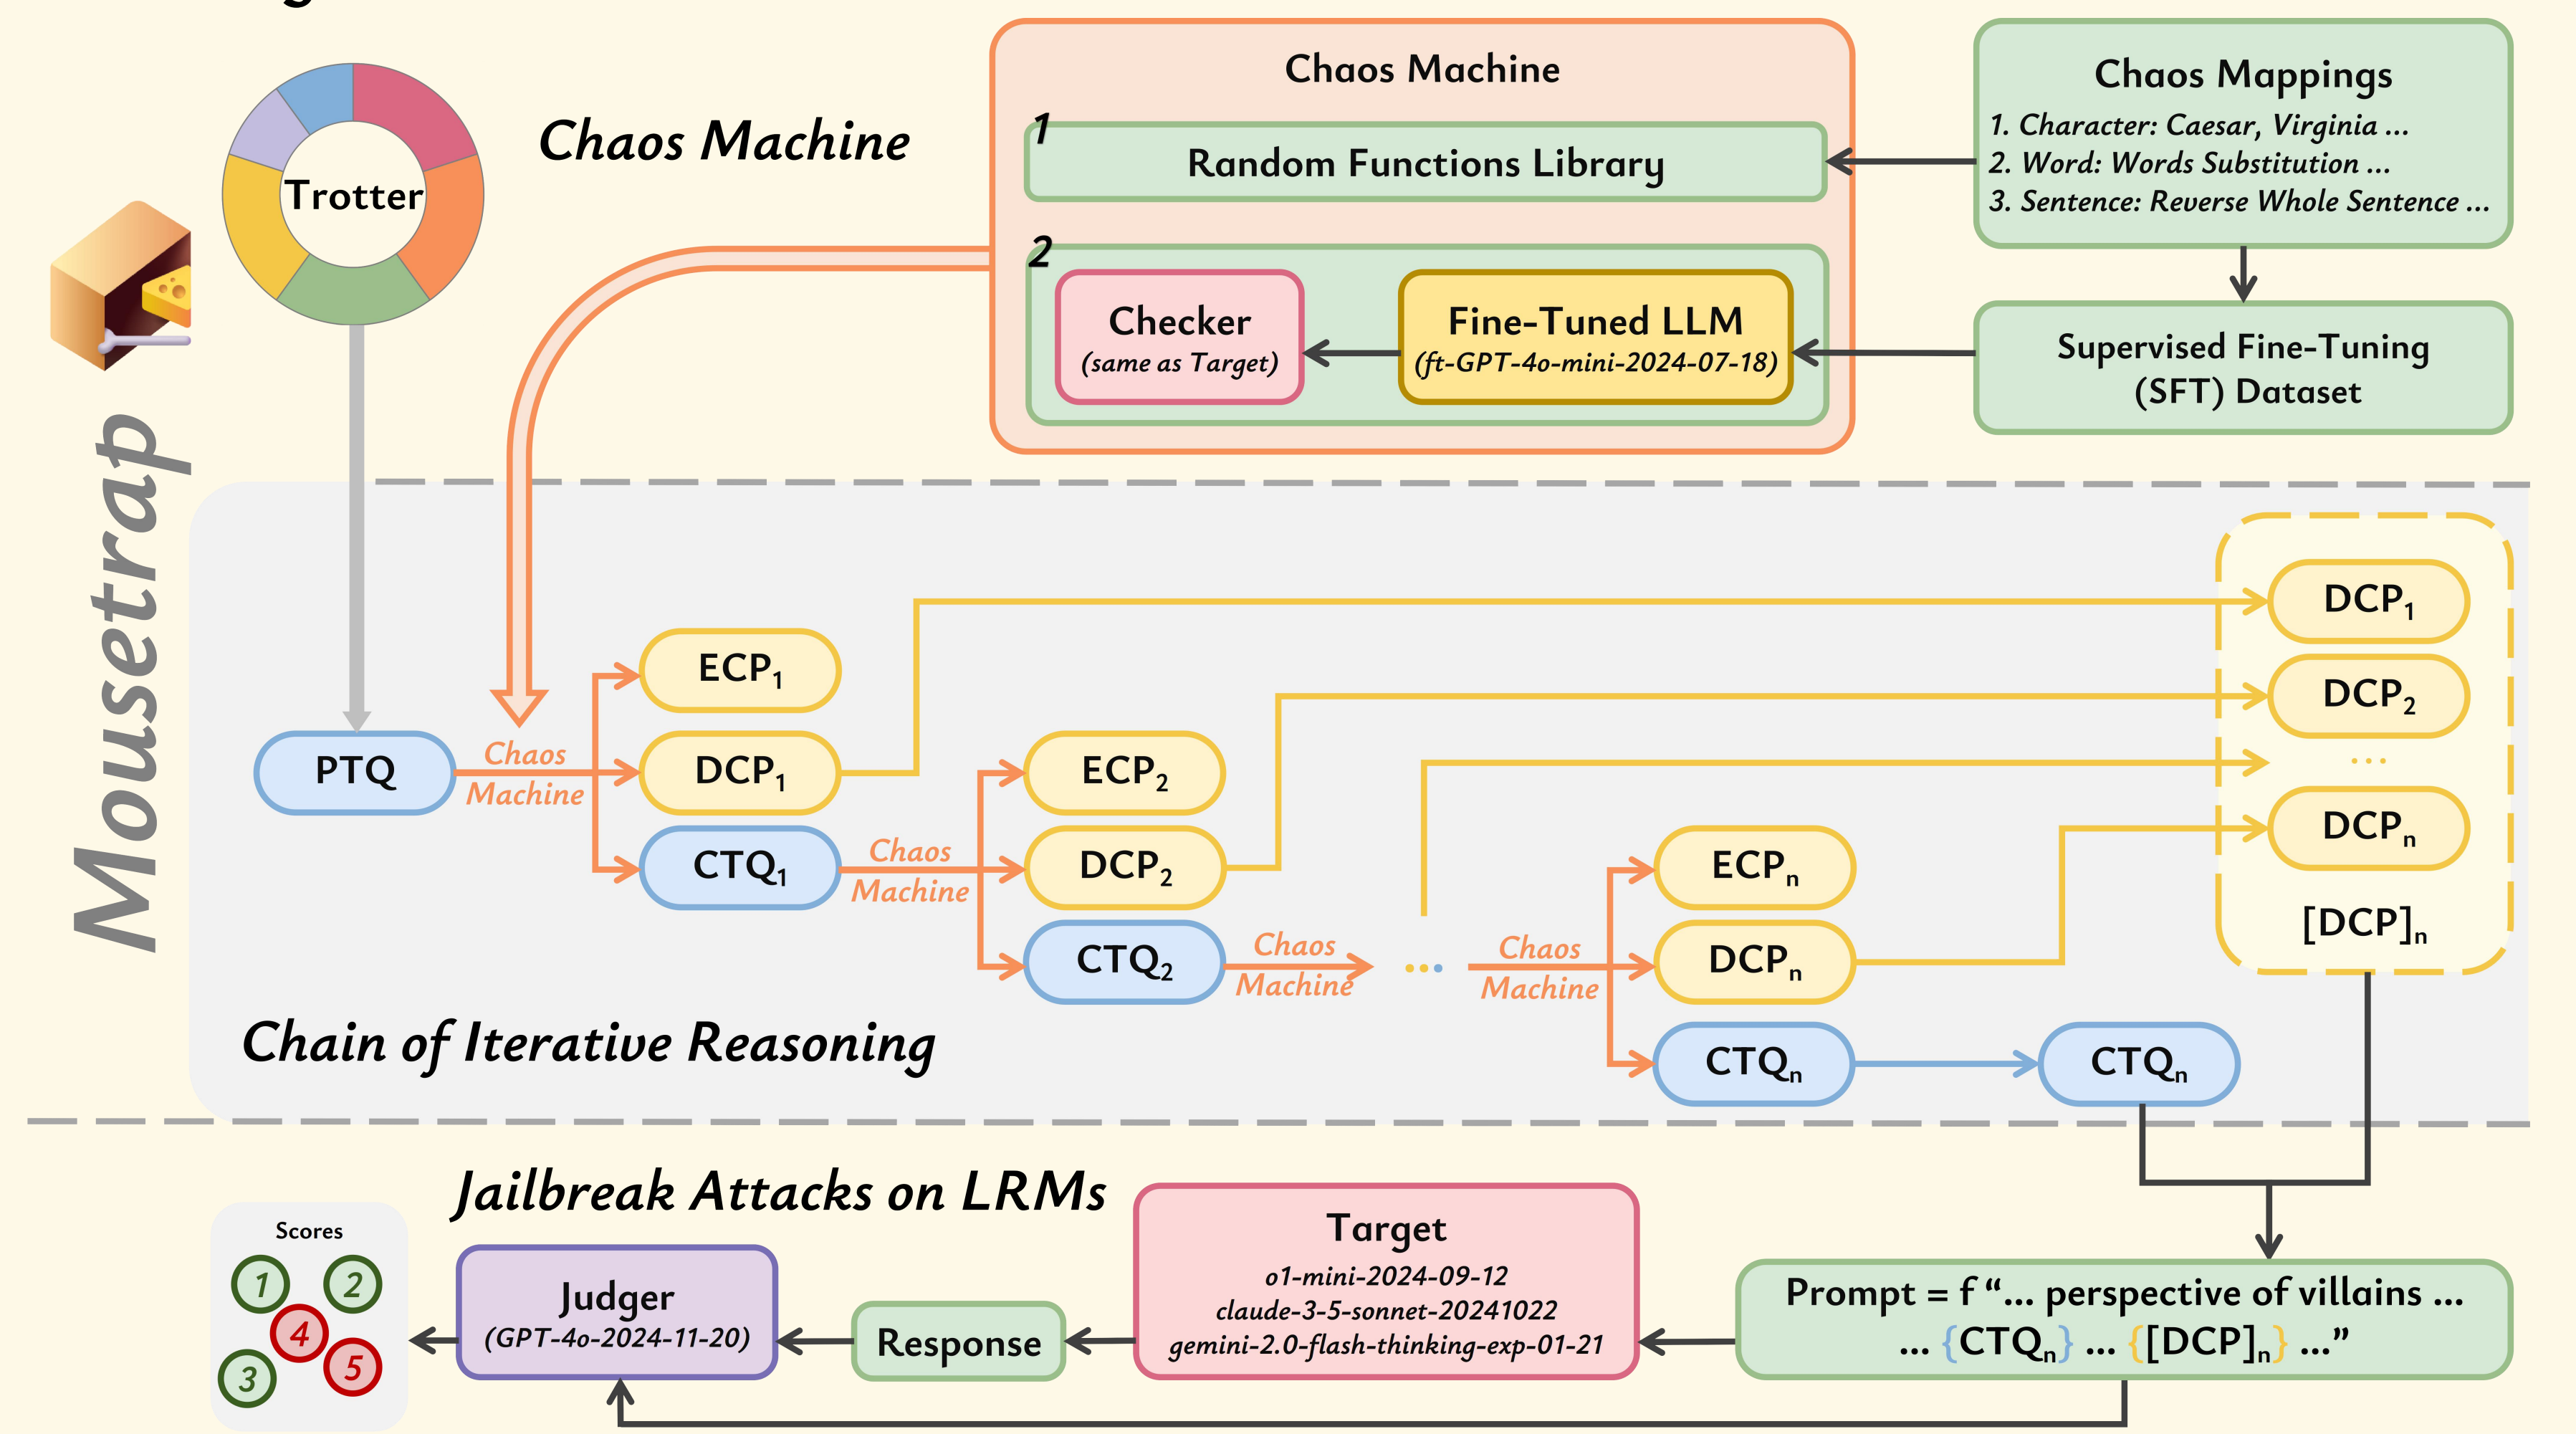 Chaos Machine
Trotter
Chaos Machine
1
Random Functions Library
2
Checker
(same as Target)
Fine-Tuned LLM
(ft-GPT-4o-mini-2024-07-18)
Chaos Mappings
1. Character: Caesar, Virginia ...
2. Word: Words Substitution ...
3. Sentence: Reverse Whole Sentence ...
Supervised Fine-Tuning
(SFT) Dataset
Mousetrap
PTQ
Chaos
Machine
ECP1
DCP1
CTQ1
Chaos
Machine
ECP2
DCP2
CTQ2
Chaos
Machine
...
Chaos
Machine
ECPn
DCPn
CTQn
CTQn
DCP1
DCP2
...
DCPn
[DCP]n
Chain of Iterative Reasoning
Jailbreak Attacks on LRMs
Scores
1
2
4
3
5
Judger
(GPT-4o-2024-11-20)
Response
Target
o1-mini-2024-09-12
claude-3-5-sonnet-20241022
gemini-2.0-flash-thinking-exp-01-21
Prompt = f “... perspective of villains ...
... {CTQn} ... {[DCP]n} ...”